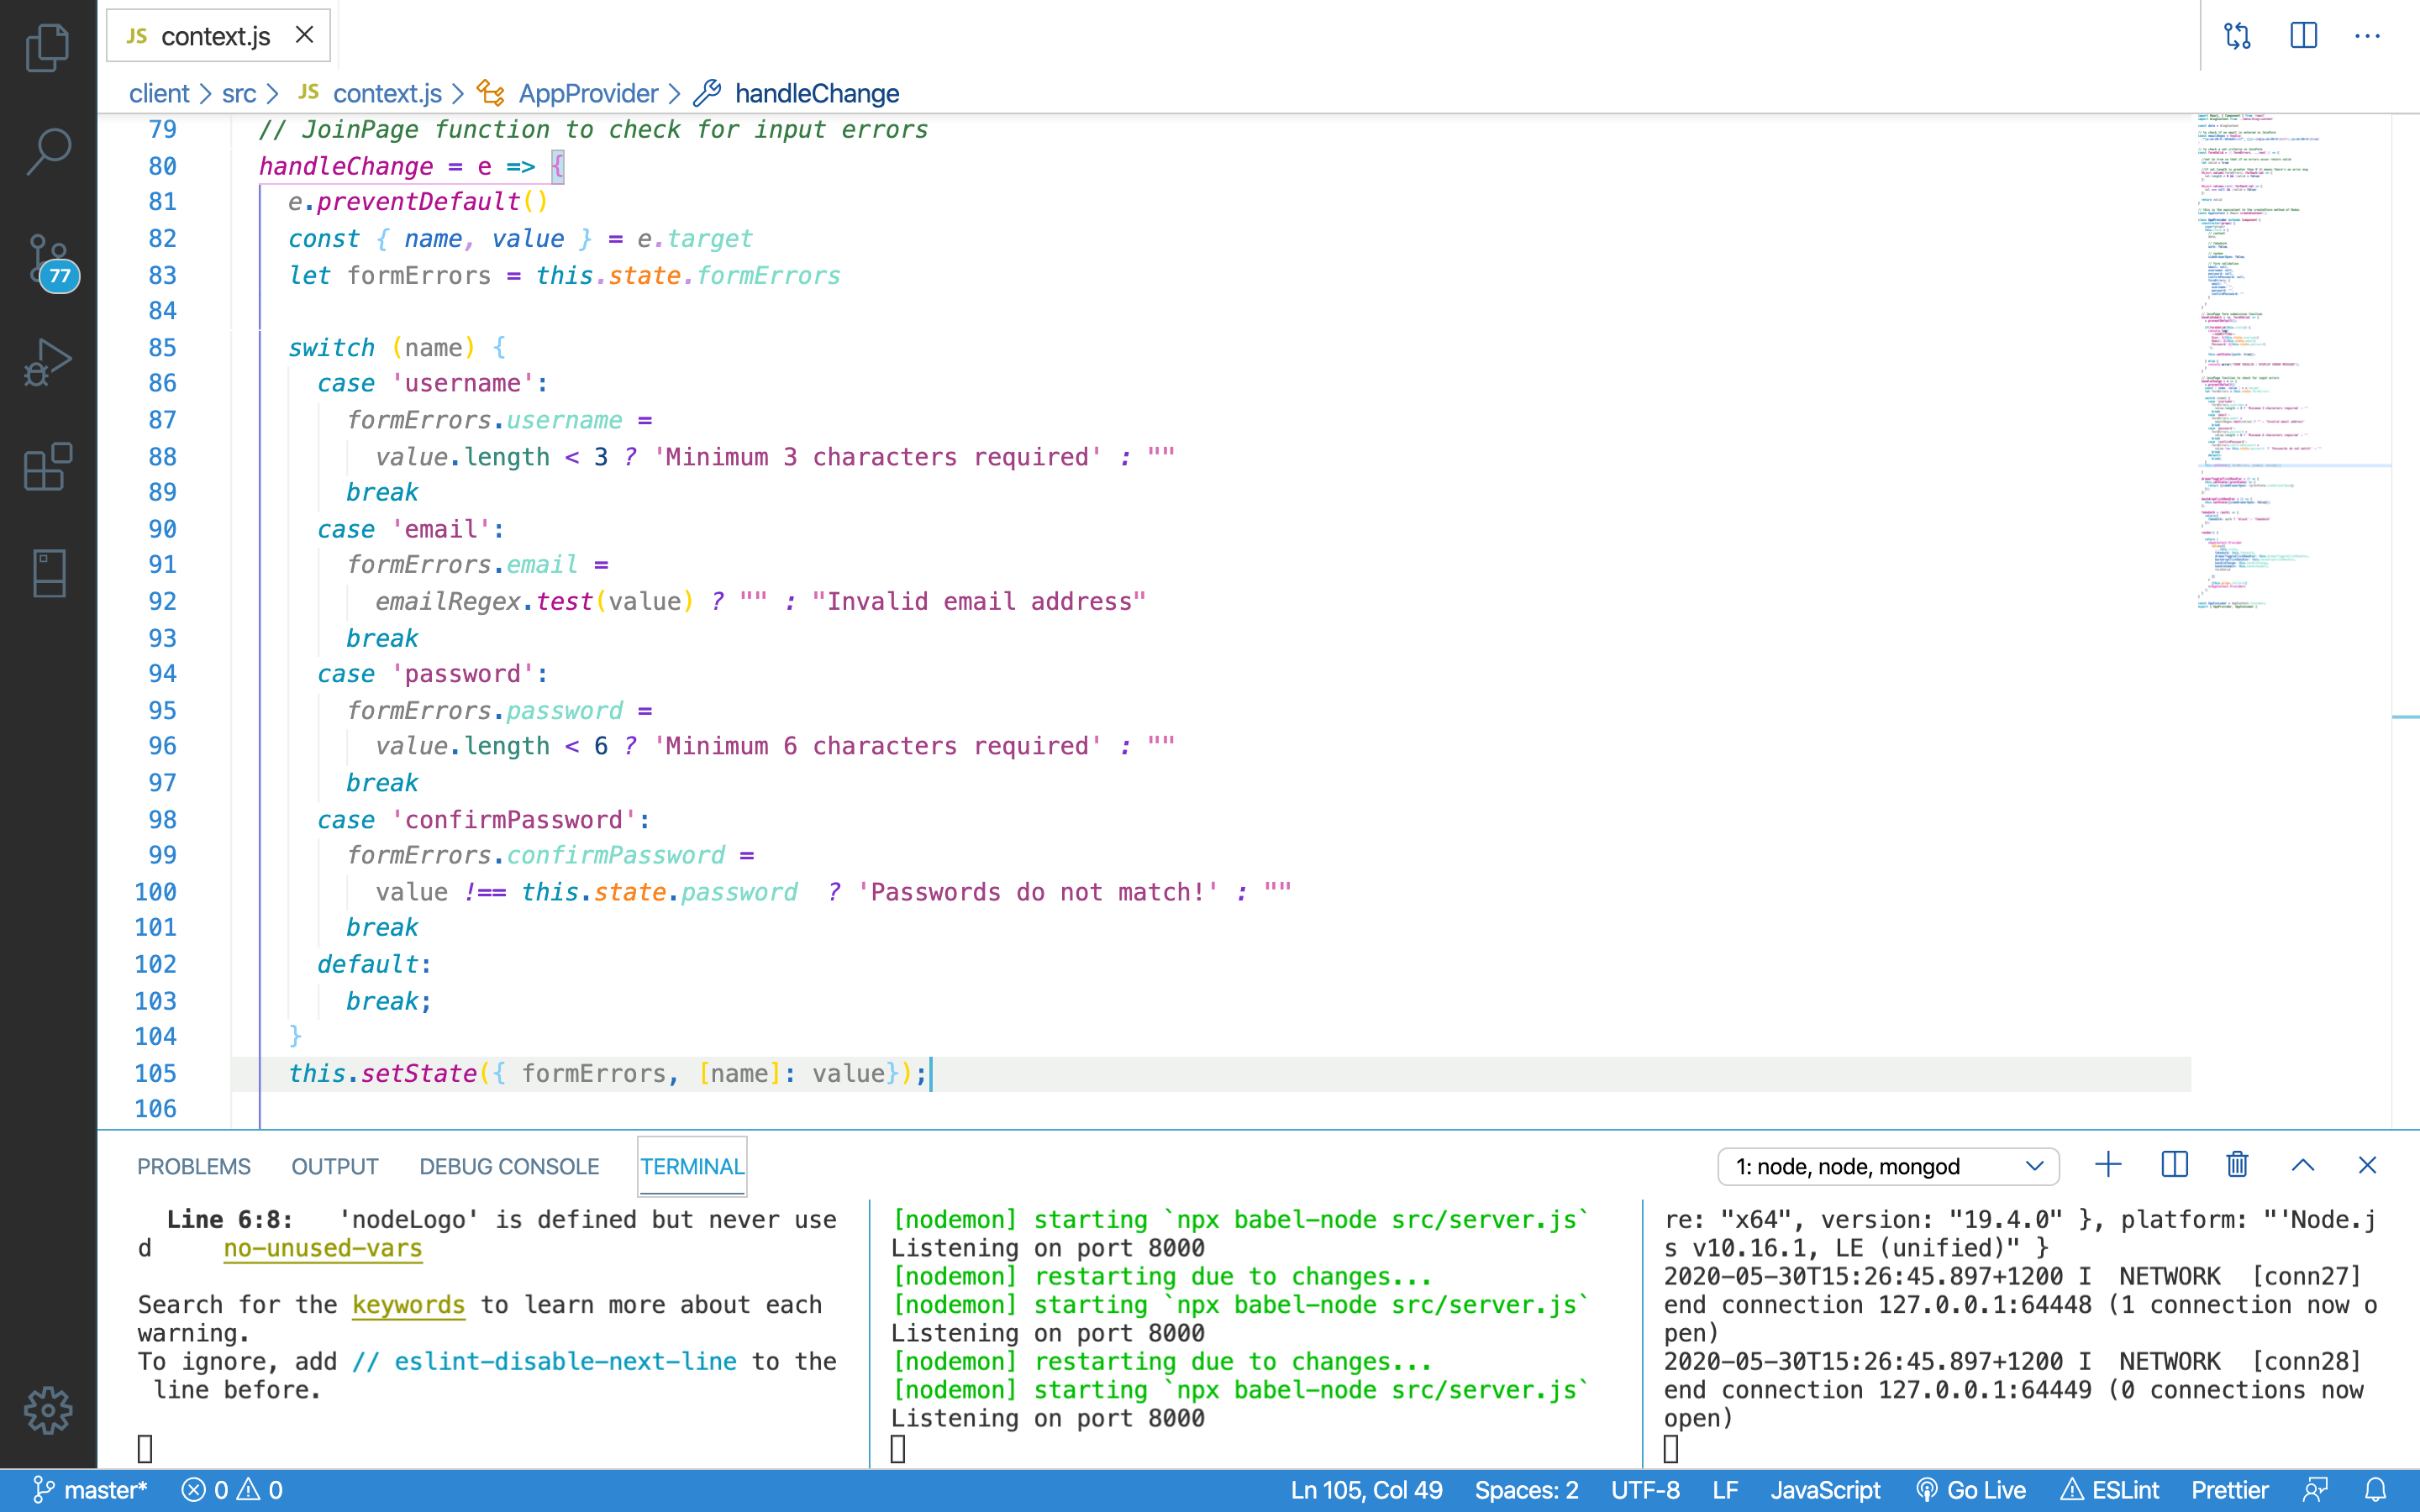 JS context.js
client > src > JS context.js > AppProvider > handleChange
79 // JoinPage function to check for input errors
80 handleChange = e => {
81 e.preventDefault()
82 const { name, value } = e.target
83 let formErrors = this.state.formErrors
84
85 switch (name) {
86 case 'username':
87 formErrors.username =
88 value.length < 3 ? 'Minimum 3 characters required' : ""
89 break
90 case 'email':
91 formErrors.email =
92 emailRegex.test(value) ? "" : "Invalid email address"
93 break
94 case 'password':
95 formErrors.password =
96 value.length < 6 ? 'Minimum 6 characters required' : ""
97 break
98 case 'confirmPassword':
99 formErrors.confirmPassword =
100 value !== this.state.password  ? 'Passwords do not match!' : ""
101 break
102 default:
103 break;
104 }
105 this.setState({ formErrors, [name]: value});
106
77
PROBLEMS OUTPUT DEBUG CONSOLE TERMINAL
1: node, node, mongod
Line 6:8: 'nodeLogo' is defined but never use
d no-unused-vars
Search for the keywords to learn more about each
warning.
To ignore, add // eslint-disable-next-line to the
line before.
[nodemon] starting `npx babel-node src/server.js`
Listening on port 8000
[nodemon] restarting due to changes...
[nodemon] starting `npx babel-node src/server.js`
Listening on port 8000
[nodemon] restarting due to changes...
[nodemon] starting `npx babel-node src/server.js`
Listening on port 8000
re: "x64", version: "19.4.0" }, platform: "'Node.j
s v10.16.1, LE (unified)" }
2020-05-30T15:26:45.897+1200 I NETWORK [conn27]
end connection 127.0.0.1:64448 (1 connection now o
pen)
2020-05-30T15:26:45.897+1200 I NETWORK [conn28]
end connection 127.0.0.1:64449 (0 connections now
open)
master* 0 0 Ln 105, Col 49 Spaces: 2 UTF-8 LF JavaScript Go Live ESLint Prettier